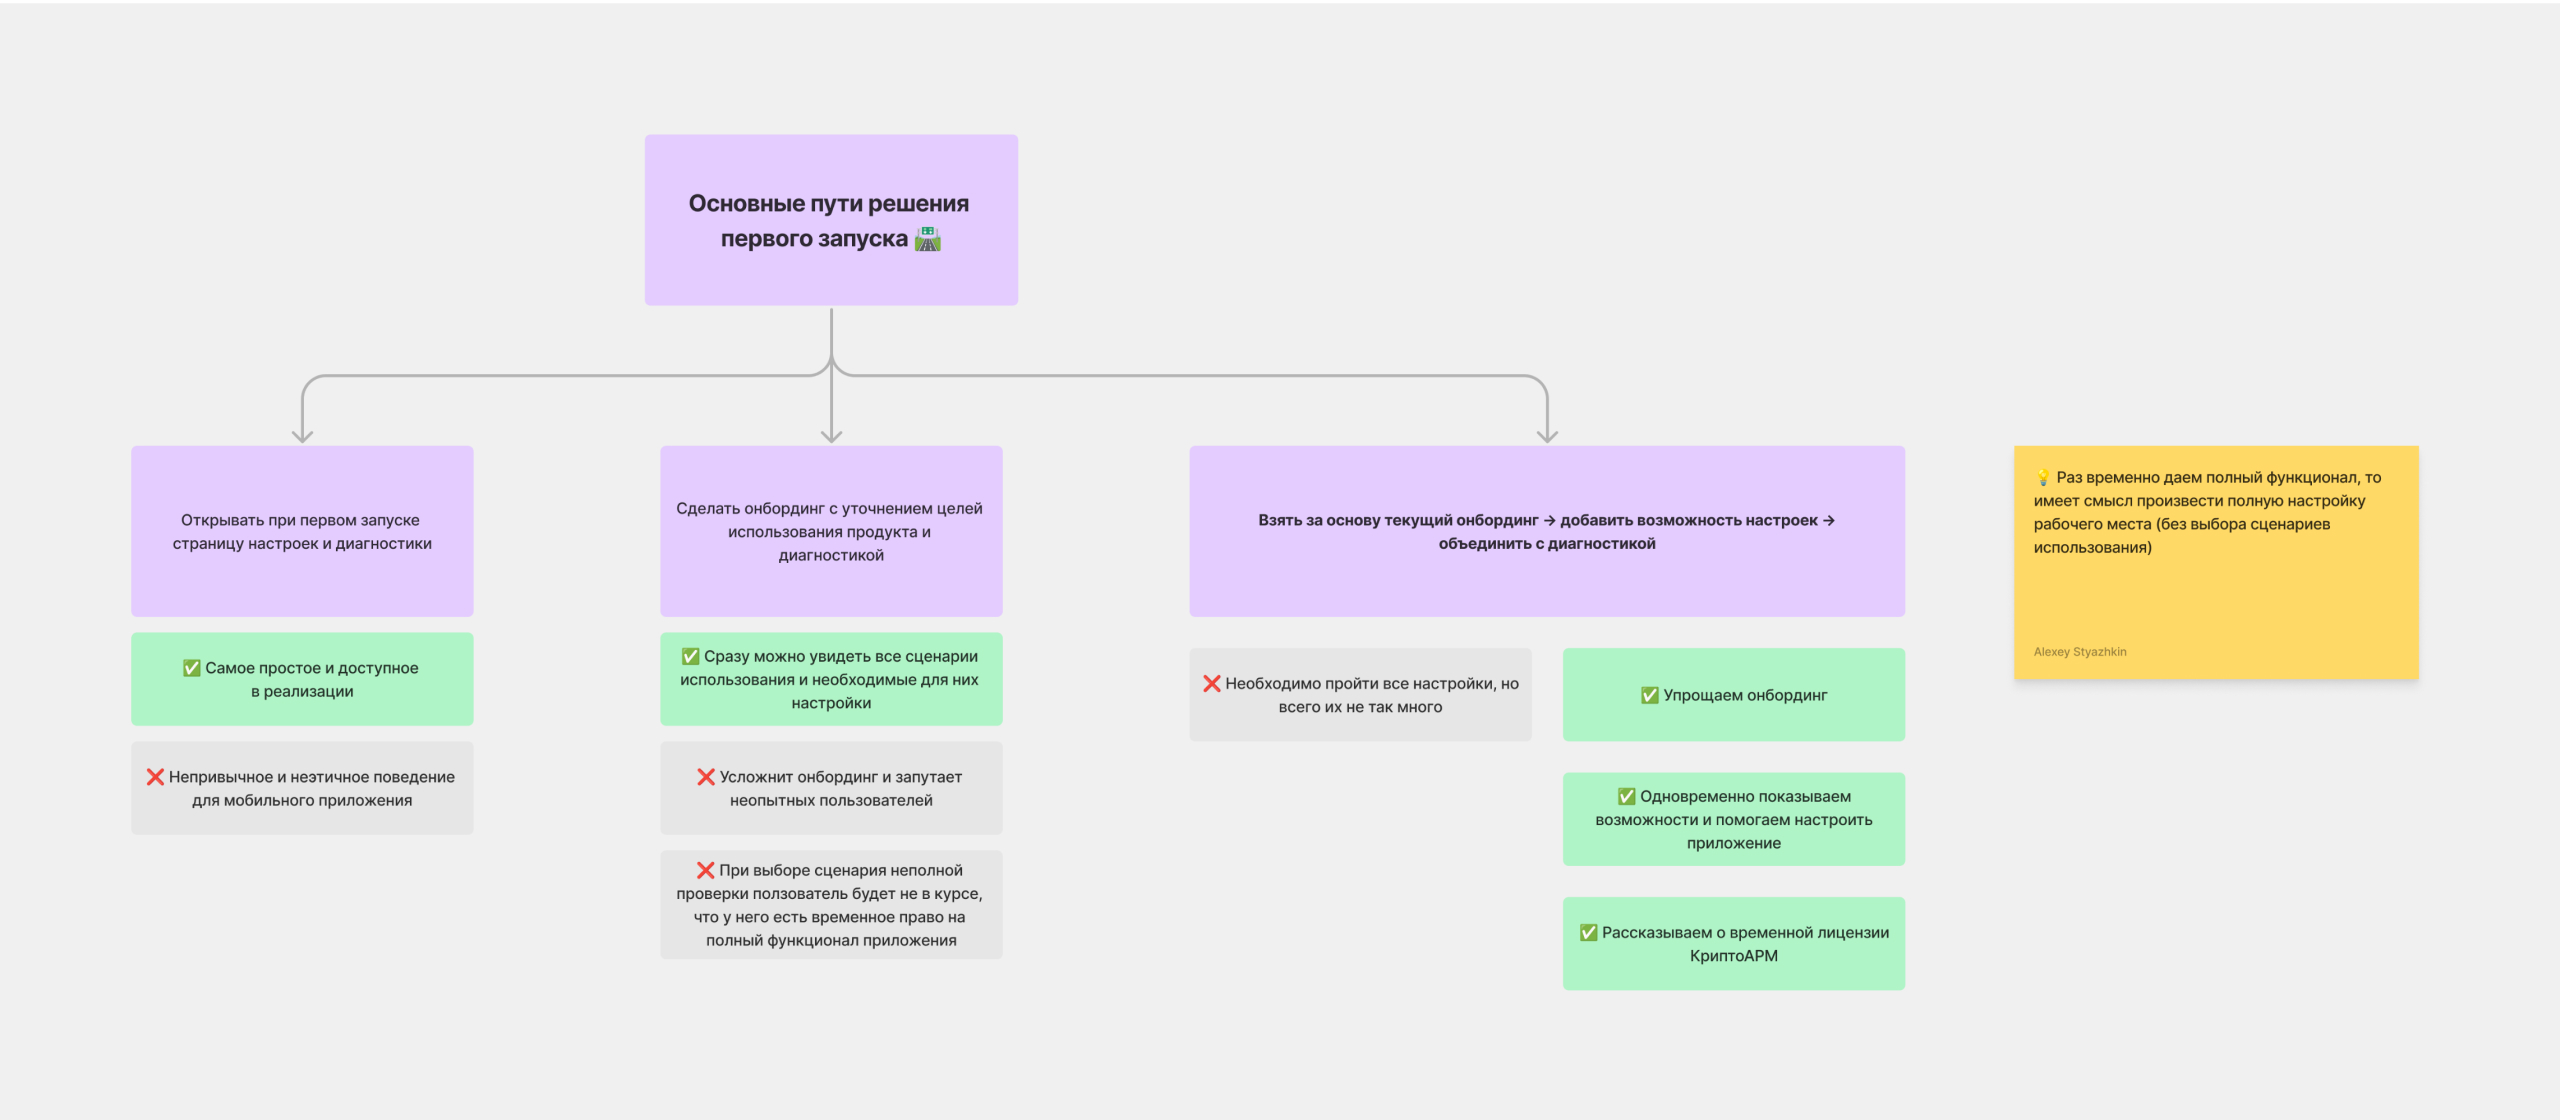 Основные пути решения
первого запуска 🛣️
Открывать при первом запуске
страницу настроек и диагностики
✅ Самое простое и доступное
в реализации
❌ Непривычное и неэтичное поведение
для мобильного приложения
Сделать онбординг с уточнением целей
использования продукта и
диагностикой
✅ Сразу можно увидеть все сценарии
использования и необходимые для них
настройки
❌ Усложнит онбординг и запутает
неопытных пользователей
❌ При выборе сценария неполной
проверки ползователь будет не в курсе,
что у него есть временное право на
полный функционал приложения
Взять за основу текущий онбординг → добавить возможность настроек →
объединить с диагностикой
❌ Необходимо пройти все настройки, но
всего их не так много
✅ Упрощаем онбординг
✅ Одновременно показываем
возможности и помогаем настроить
приложение
✅ Рассказываем о временной лицензии
КриптоАРМ
💡 Раз временно даем полный функционал, то
имеет смысл произвести полную настройку
рабочего места (без выбора сценариев
использования)
Alexey Styazhkin